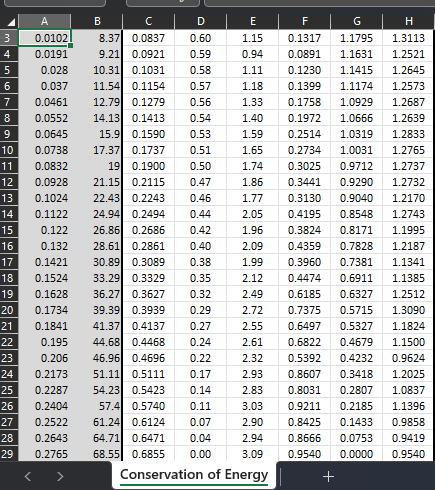 A B C D E F G H
3 0.0102 8.37 0.0837 0.60 1.15 0.1317 1.1795 1.3113
4 0.0191 9.21 0.0921 0.59 0.94 0.0891 1.1631 1.2521
5 0.028 10.31 0.1031 0.58 1.11 0.1230 1.1415 1.2645
6 0.037 11.54 0.1154 0.57 1.18 0.1399 1.1174 1.2573
7 0.0461 12.79 0.1279 0.56 1.33 0.1758 1.0929 1.2687
8 0.0552 14.13 0.1413 0.54 1.40 0.1972 1.0666 1.2639
9 0.0645 15.9 0.1590 0.53 1.59 0.2514 1.0319 1.2833
10 0.0738 17.37 0.1737 0.51 1.65 0.2734 1.0031 1.2765
11 0.0832 19 0.1900 0.50 1.74 0.3025 0.9712 1.2737
12 0.0928 21.15 0.2115 0.47 1.86 0.3441 0.9290 1.2732
13 0.1024 22.43 0.2243 0.46 1.77 0.3130 0.9040 1.2170
14 0.1122 24.94 0.2494 0.44 2.05 0.4195 0.8548 1.2743
15 0.122 26.86 0.2686 0.42 1.96 0.3824 0.8171 1.1995
16 0.132 28.61 0.2861 0.40 2.09 0.4359 0.7828 1.2187
17 0.1421 30.89 0.3089 0.38 1.99 0.3960 0.7381 1.1341
18 0.1524 33.29 0.3329 0.35 2.12 0.4474 0.6911 1.1385
19 0.1628 36.27 0.3627 0.32 2.49 0.6185 0.6327 1.2512
20 0.1734 39.39 0.3939 0.29 2.72 0.7375 0.5715 1.3090
21 0.1841 41.37 0.4137 0.27 2.55 0.6497 0.5327 1.1824
22 0.195 44.68 0.4468 0.24 2.61 0.6822 0.4679 1.1500
23 0.206 46.96 0.4696 0.22 2.32 0.5392 0.4232 0.9624
24 0.2173 51.11 0.5111 0.17 2.93 0.8607 0.3418 1.2025
25 0.2287 54.23 0.5423 0.14 2.83 0.8031 0.2807 1.0837
26 0.2404 57.4 0.5740 0.11 3.03 0.9211 0.2185 1.1396
27 0.2522 61.24 0.6124 0.07 2.90 0.8425 0.1433 0.9858
28 0.2643 64.71 0.6471 0.04 2.94 0.8666 0.0753 0.9419
29 0.2765 68.55 0.6855 0.00 3.09 0.9540 0.0000 0.9540
Conservation of Energy